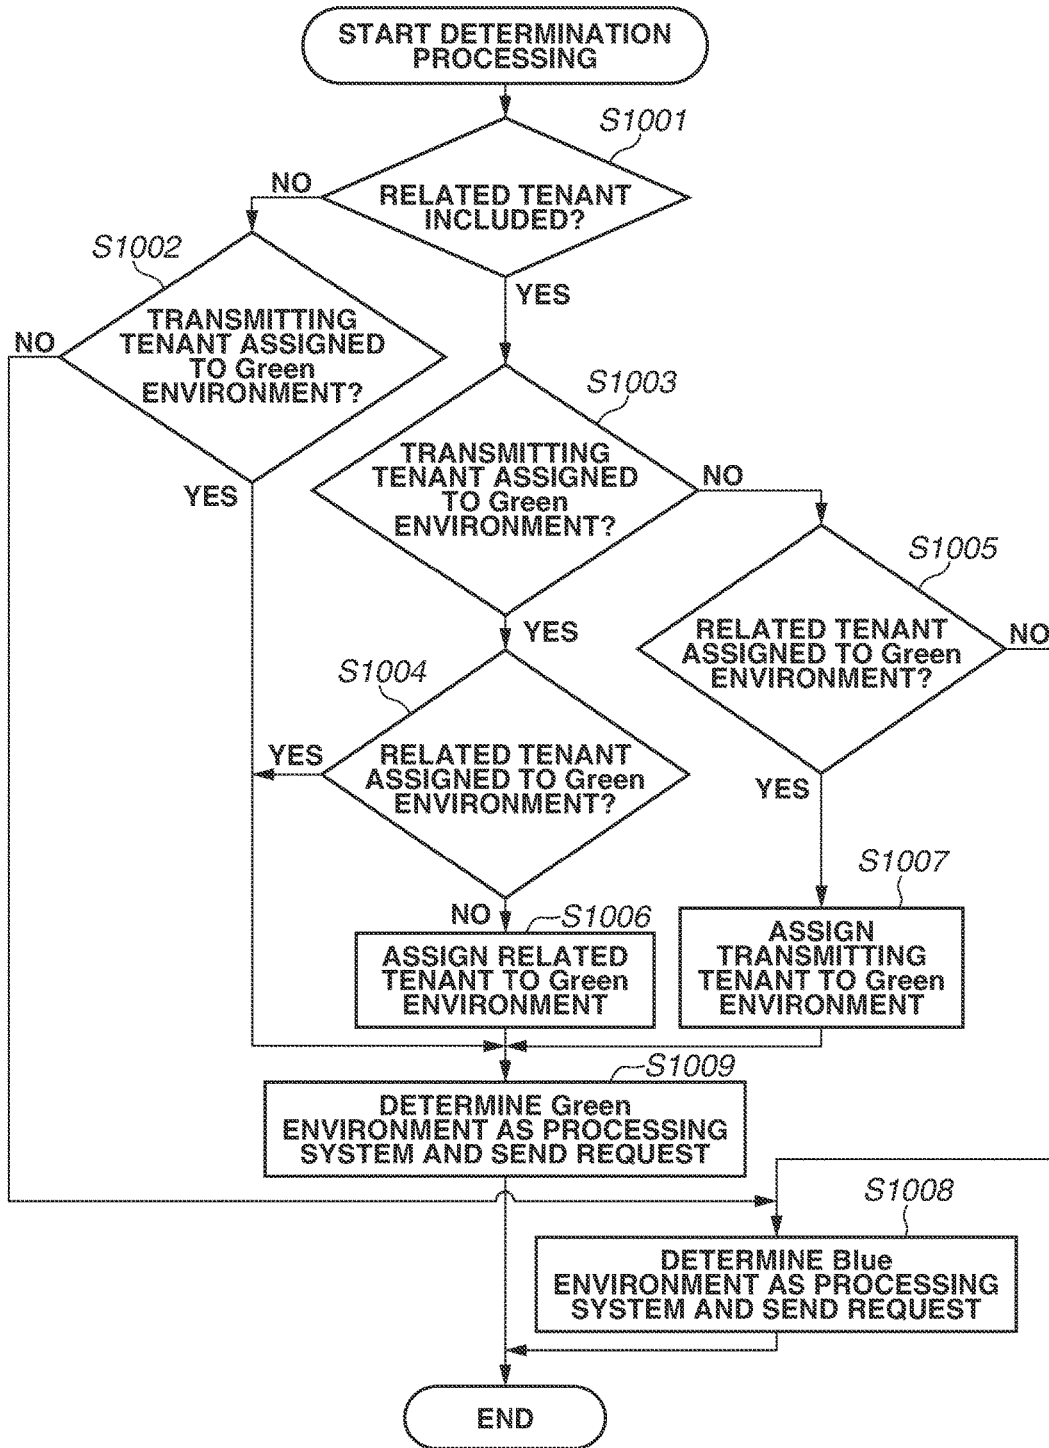 START DETERMINATION
PROCESSING
S1001
NO
RELATED TENANT
INCLUDED?
S1002
YES
NO
TRANSMITTING
TENANT ASSIGNED
TO Green
ENVIRONMENT?
S1003
YES
TRANSMITTING
TENANT ASSIGNED
TO Green
ENVIRONMENT?
NO
S1005
YES
RELATED TENANT
ASSIGNED TO Green
ENVIRONMENT?
NO
S1004
YES
RELATED TENANT
ASSIGNED TO Green
ENVIRONMENT?
YES
S1007
NO
S1006
ASSIGN RELATED
TENANT TO Green
ENVIRONMENT
ASSIGN
TRANSMITTING
TENANT TO Green
ENVIRONMENT
S1009
DETERMINE Green
ENVIRONMENT AS PROCESSING
SYSTEM AND SEND REQUEST
S1008
DETERMINE Blue
ENVIRONMENT AS PROCESSING
SYSTEM AND SEND REQUEST
END